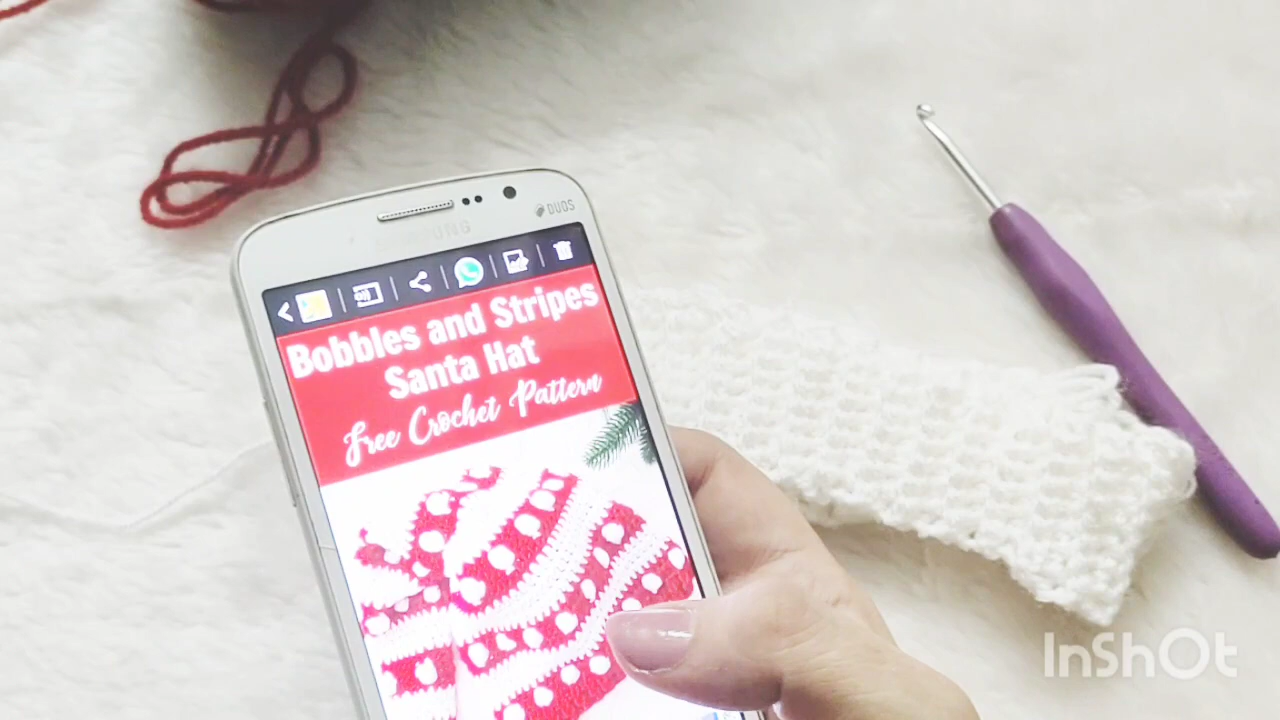 SAMSUNG
DUOS
Bobbles and Stripes
Santa Hat
Free Crochet Pattern
InShOt